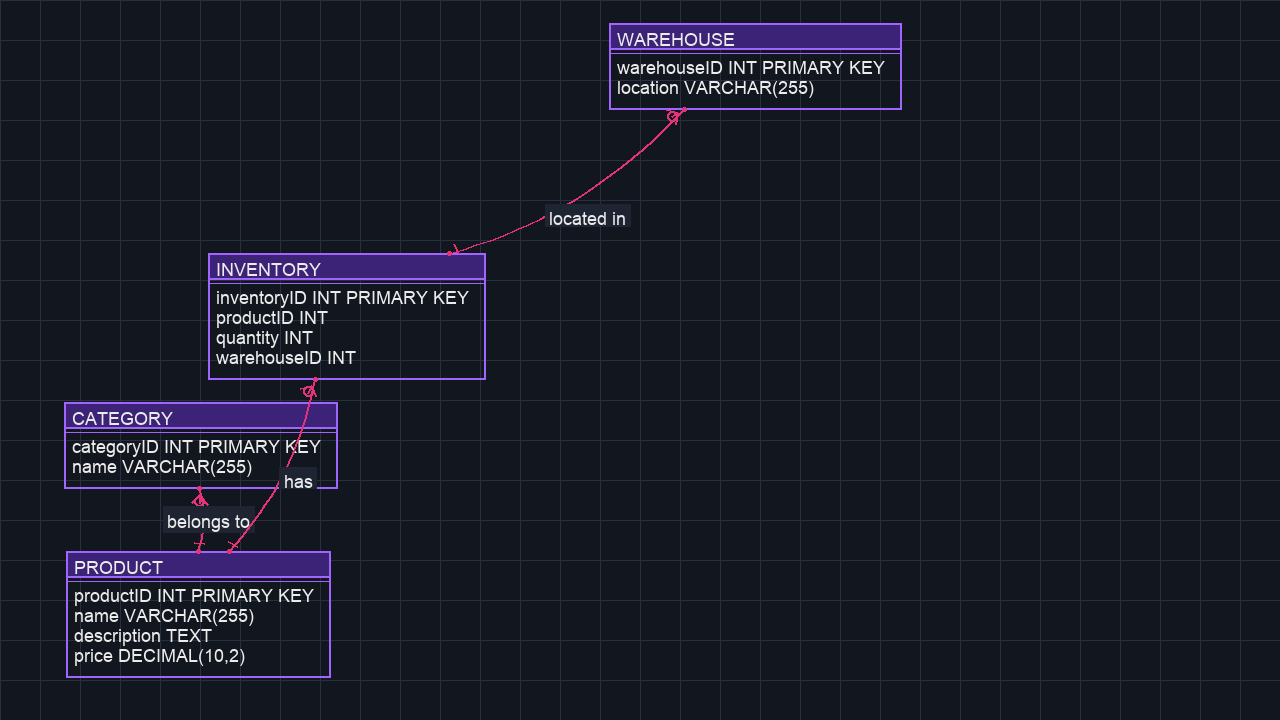 WAREHOUSE
warehouseID INT PRIMARY KEY
location VARCHAR(255)
located in
INVENTORY
inventoryID INT PRIMARY KEY
productID INT
quantity INT
warehouseID INT
CATEGORY
categoryID INT PRIMARY KEY
name VARCHAR(255)
has
belongs to
PRODUCT
productID INT PRIMARY KEY
name VARCHAR(255)
description TEXT
price DECIMAL(10,2)